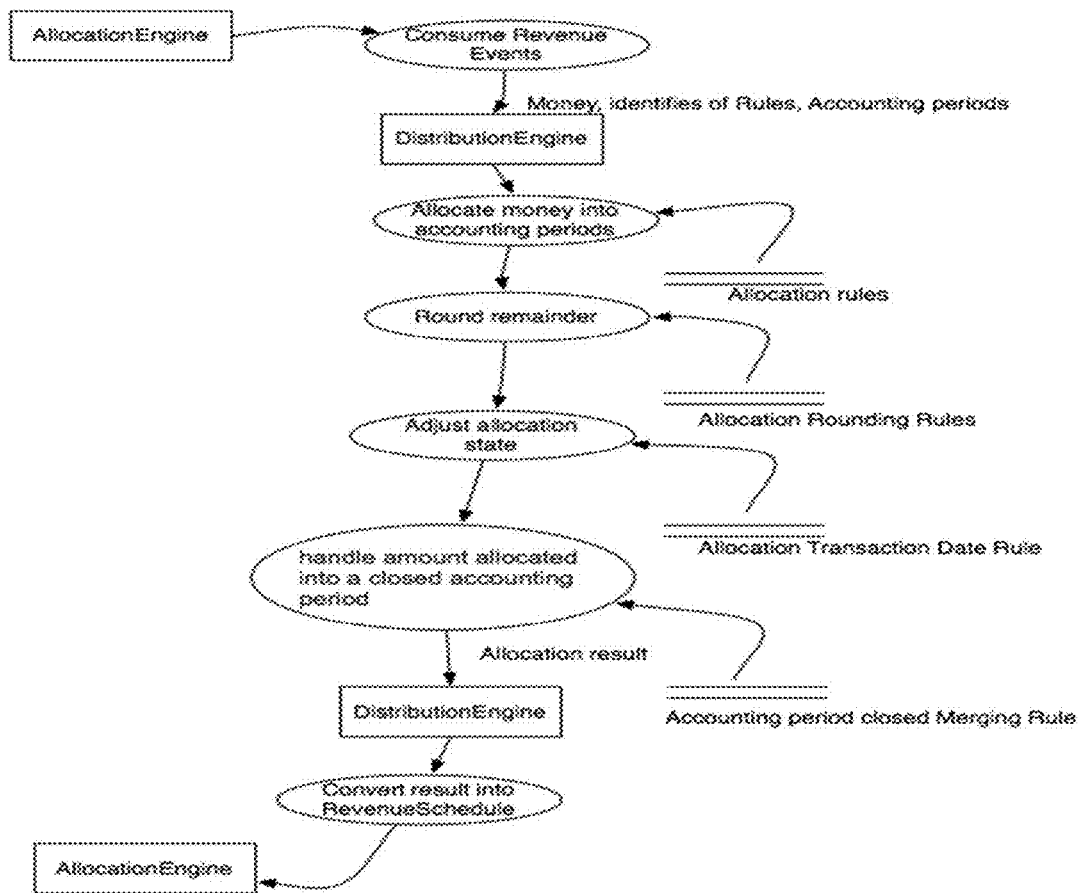 AllocationEngine
Consume Revenue
Events
Money, identifies of Rules, Accounting periods
DistributionEngine
Allocate money into
accounting periods
Allocation rules
Round remainder
Allocation Rounding Rules
Adjust allocation
state
Allocation Transaction Date Rule
handle amount allocated
into a closed accounting
period
Allocation result
Accounting period closed Merging Rule
DistributionEngine
Convert result into
RevenueSchedule
AllocationEngine